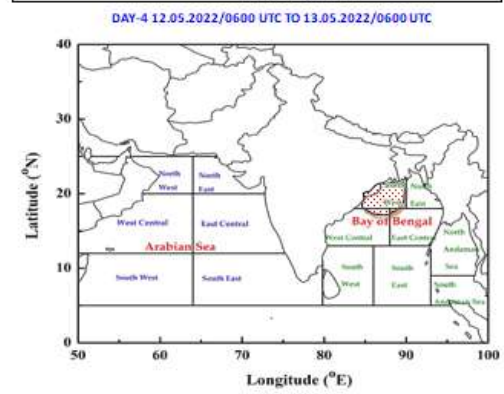 DAY-4 12.05.2022/0600 UTC TO 13.05.2022/0600 UTC
40
30
20
10
0
Latitude (°N)
North
West
North
East
West Central
East Central
Arabian Sea
South West
South East
North
East
Bay of Bengal
West Central
East Central
North
Andaman
Sea
South
West
South
East
South
Andaman Sea
50
60
70
80
90
100
Longitude (°E)